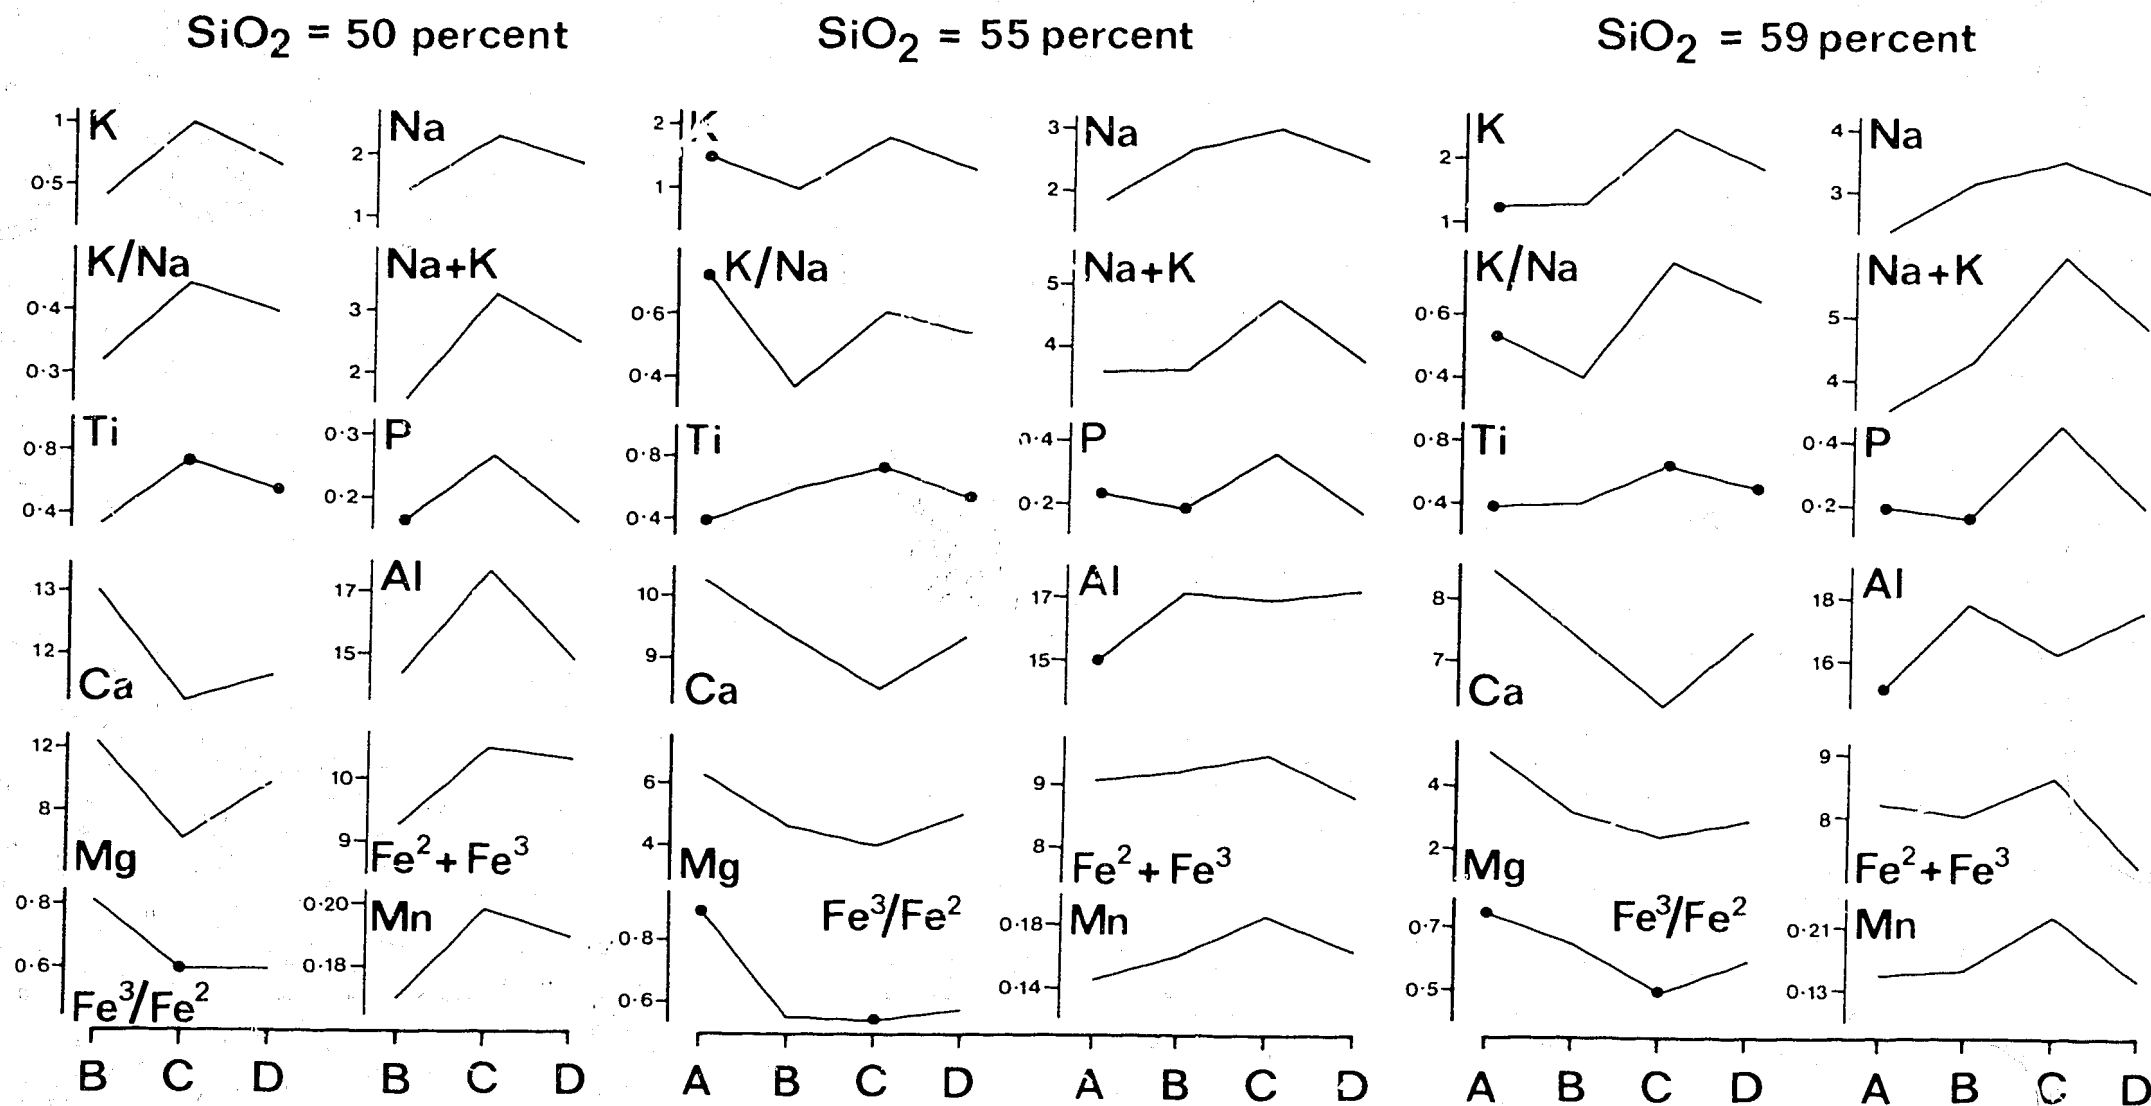 SiO2 = 50 percent
SiO2 = 55 percent
SiO2 = 59 percent
K
1
0·5
Na
2
1
K
2
1
Na
3
2
K
2
1
Na
4
3
K/Na
0·4
0·3
Na+K
3
2
K/Na
0·6
0·4
Na+K
5
4
K/Na
0·6
0·4
Na+K
5
4
Ti
0·8
0·4
P
0·3
0·2
Ti
0·8
0·4
P
0·4
0·2
Ti
0·8
0·4
P
0·4
0·2
Ca
13
12
Al
17
15
Ca
10
9
Al
17
15
Ca
8
7
Al
18
16
Mg
12
8
Fe2+Fe3
10
9
Mg
6
4
Fe2+Fe3
9
8
Mg
4
2
Fe2+Fe3
9
8
Fe3/Fe2
0·8
0·6
Mn
0·20
0·18
Fe3/Fe2
0·8
0·6
Mn
0·18
0·14
Fe3/Fe2
0·7
0·5
Mn
0·21
0·13
B C D
B C D
A B C D
A B C D
A B C D
A B C D